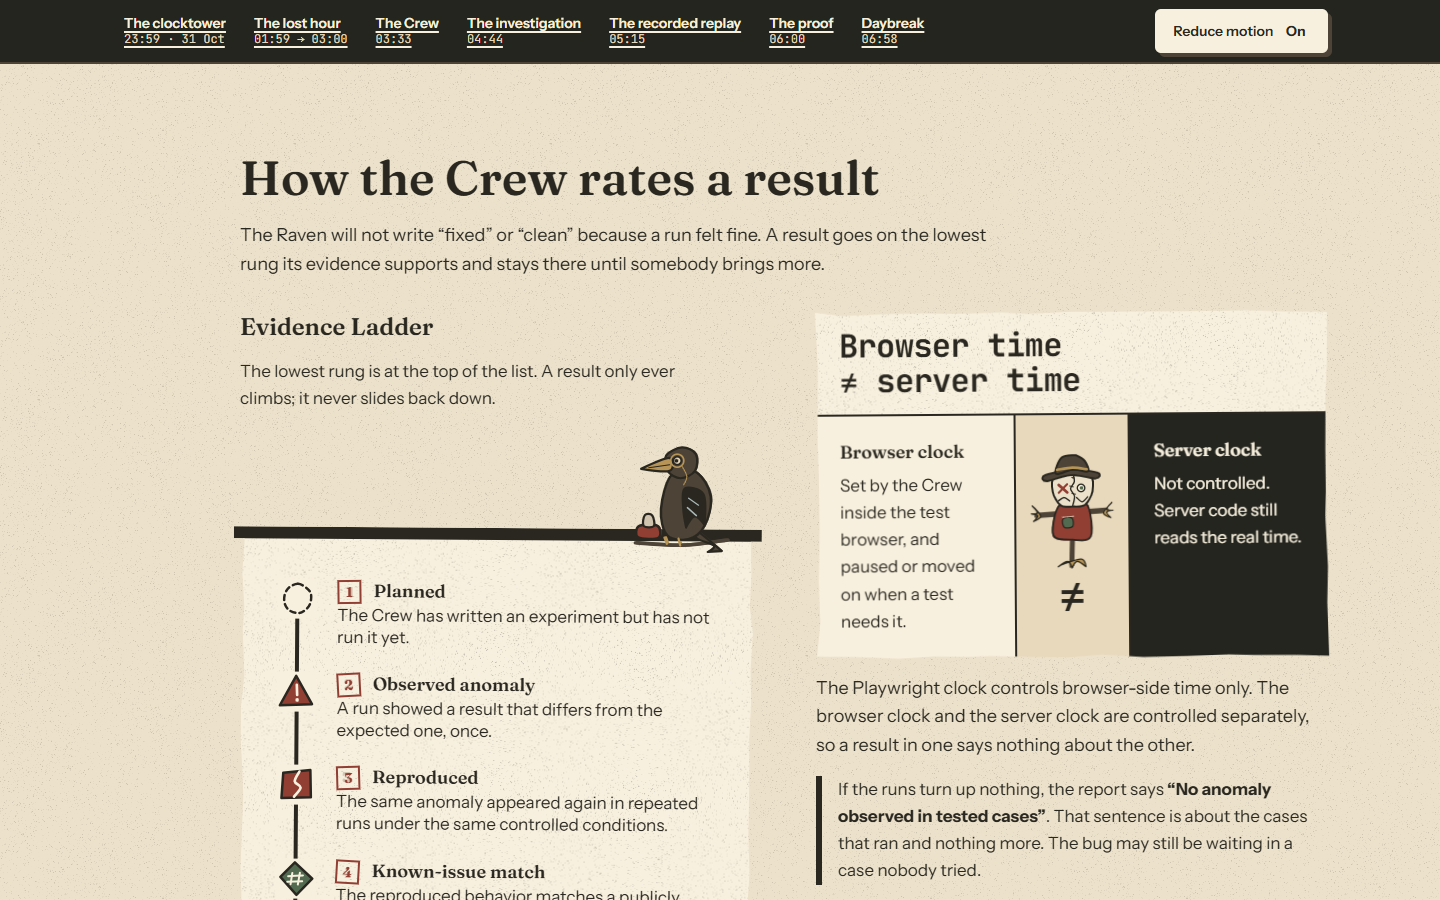 The clocktower
23:59 · 31 Oct
The lost hour
01:59 → 03:00
The Crew
03:33
The investigation
04:44
The recorded replay
05:15
The proof
06:00
Daybreak
06:58
Reduce motion On
How the Crew rates a result
The Raven will not write “fixed” or “clean” because a run felt fine. A result goes on the lowest
rung its evidence supports and stays there until somebody brings more.
Evidence Ladder
The lowest rung is at the top of the list. A result only ever
climbs; it never slides back down.
1 Planned
The Crew has written an experiment but has not
run it yet.
2 Observed anomaly
A run showed a result that differs from the
expected one, once.
3 Reproduced
The same anomaly appeared again in repeated
runs under the same controlled conditions.
4 Known-issue match
The reproduced behavior matches a publicly
Browser time
≠ server time
Browser clock
Set by the Crew
inside the test
browser, and
paused or moved
on when a test
needs it.
≠
Server clock
Not controlled.
Server code still
reads the real time.
The Playwright clock controls browser-side time only. The
browser clock and the server clock are controlled separately,
so a result in one says nothing about the other.
If the runs turn up nothing, the report says “No anomaly
observed in tested cases”. That sentence is about the cases
that ran and nothing more. The bug may still be waiting in a
case nobody tried.